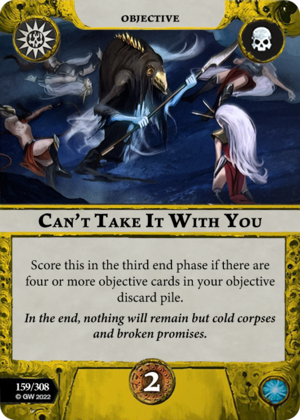 OBJECTIVE
CAN'T TAKE IT WITH YOU
Score this in the third end phase if there are
four or more objective cards in your objective
discard pile.
In the end, nothing will remain but cold corpses
and broken promises.
159/308
© GW 2022
2